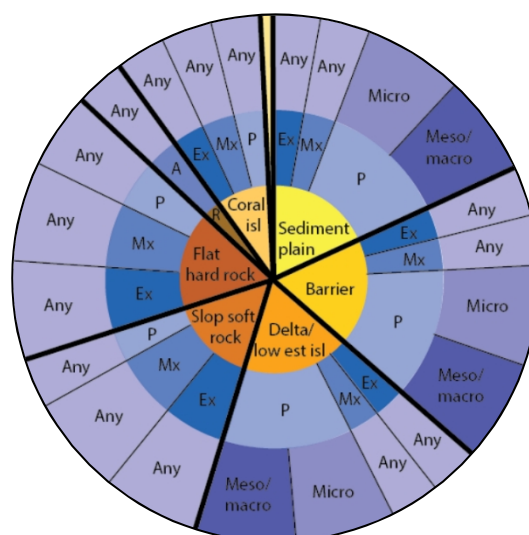 Any
Any
Micro
Meso/
macro
Any
Any
Micro
Meso/
macro
Any
Any
Micro
Meso/
macro
Any
Any
Any
Any
Any
Any
Any
Any
Any
Any
Ex
Mx
P
Ex
Mx
P
Ex
Mx
P
Ex
Mx
P
Ex
Mx
P
A
Ex
Mx
P
Sediment
plain
Barrier
Delta/
low est isl
Slop soft
rock
Flat
hard rock
R
Coral
isl